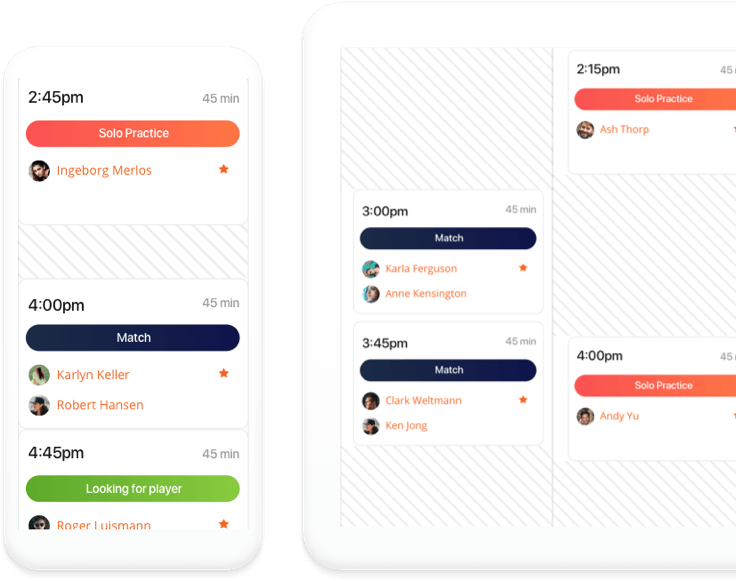 2:45pm 45 min
Solo Practice
Ingeborg Merlos
4:00pm 45 min
Match
Karlyn Keller
Robert Hansen
4:45pm 45 min
Looking for player
Roger Luismann
3:00pm 45 min
Match
Karla Ferguson
Anne Kensington
3:45pm 45 min
Match
Clark Weltmann
Ken Jong
2:15pm 45
Solo Practice
Ash Thorp
4:00pm 45
Solo Practice
Andy Yu